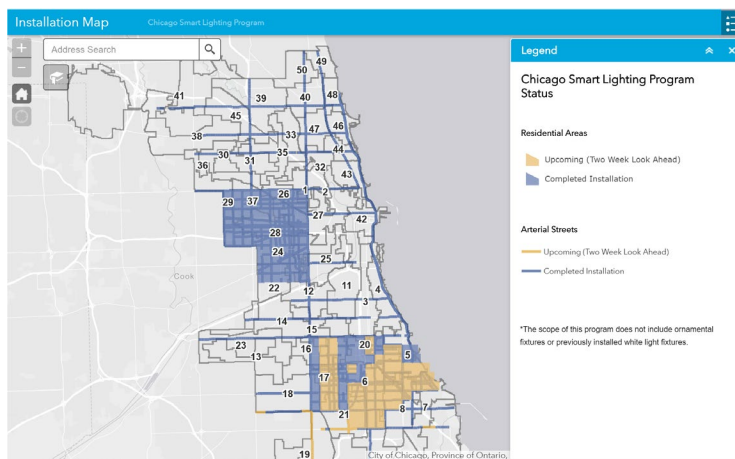 Installation Map
Chicago Smart Lighting Program
Address Search
Legend
Chicago Smart Lighting Program
Status
Residential Areas
Upcoming (Two Week Look Ahead)
Completed Installation
Arterial Streets
Upcoming (Two Week Look Ahead)
Completed Installation
*The scope of this program does not include ornamental
fixtures or previously installed white light fixtures.
49
50
41
39
40
48
45
38
33
47
46
30
35
44
36
31
32
43
1
2
26
29
37
27
42
28
24
25
Cook
22
12
11
4
3
14
15
23
16
20
5
13
17
6
18
21
8
7
19
City of Chicago, Province of Ontario,